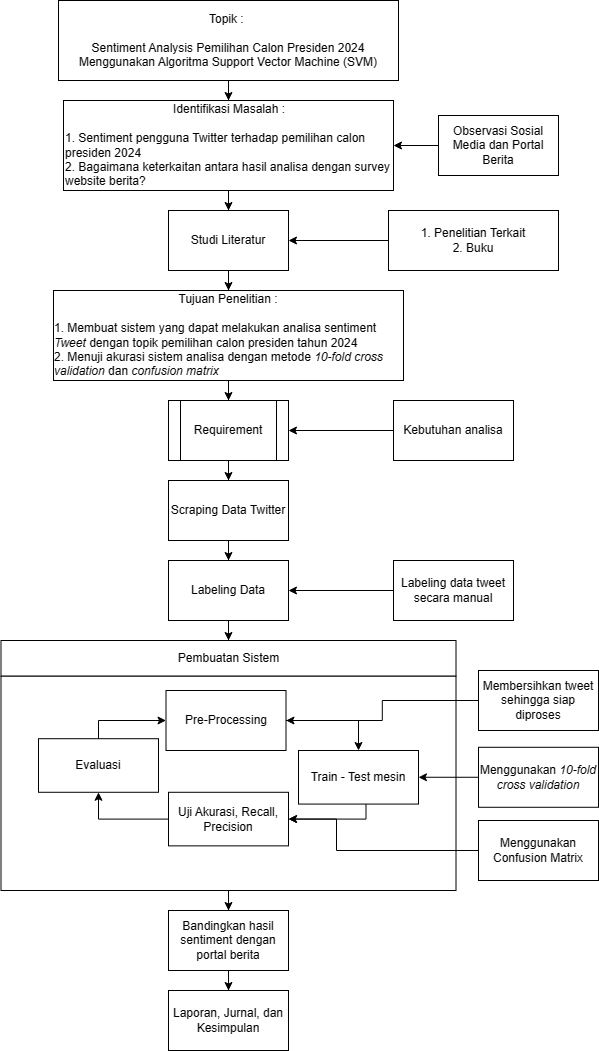 Topik :
Sentiment Analysis Pemilihan Calon Presiden 2024
Menggunakan Algoritma Support Vector Machine (SVM)
Identifikasi Masalah :
1. Sentiment pengguna Twitter terhadap pemilihan calon
presiden 2024
2. Bagaimana keterkaitan antara hasil analisa dengan survey
website berita?
Observasi Sosial
Media dan Portal
Berita
Studi Literatur
1. Penelitian Terkait
2. Buku
Tujuan Penelitian :
1. Membuat sistem yang dapat melakukan analisa sentiment
Tweet dengan topik pemilihan calon presiden tahun 2024
2. Menuji akurasi sistem analisa dengan metode 10-fold cross
validation dan confusion matrix
Requirement
Kebutuhan analisa
Scraping Data Twitter
Labeling Data
Labeling data tweet
secara manual
Pembuatan Sistem
Pre-Processing
Membersihkan tweet
sehingga siap
diproses
Evaluasi
Train - Test mesin
Menggunakan 10-fold
cross validation
Uji Akurasi, Recall,
Precision
Menggunakan
Confusion Matrix
Bandingkan hasil
sentiment dengan
portal berita
Laporan, Jurnal, dan
Kesimpulan